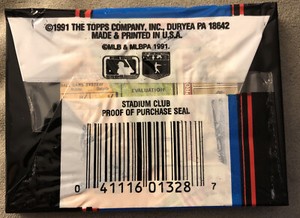 ©1991 THE TOPPS COMPANY, INC., DURYEA PA 18642
MADE & PRINTED IN U.S.A.
©MLB & MLBPA 1991.
EVALUATION
STADIUM CLUB
PROOF OF PURCHASE SEAL
0 41116 01328 7